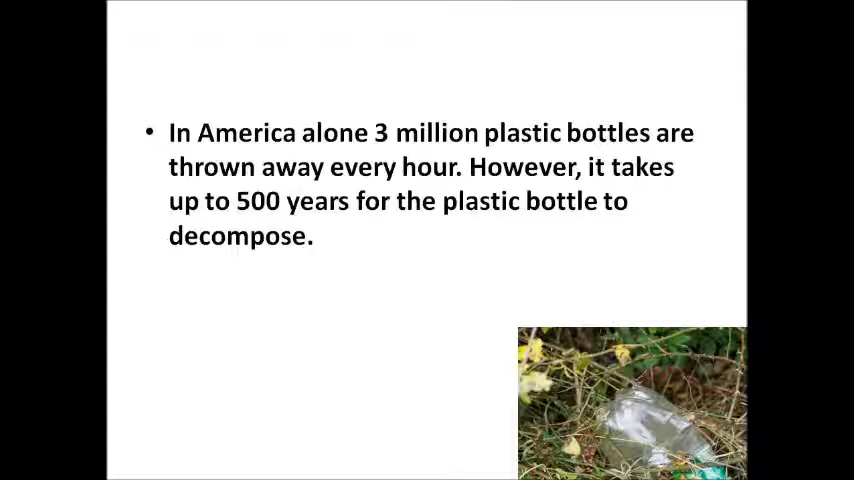 • In America alone 3 million plastic bottles are
thrown away every hour. However, it takes
up to 500 years for the plastic bottle to
decompose.